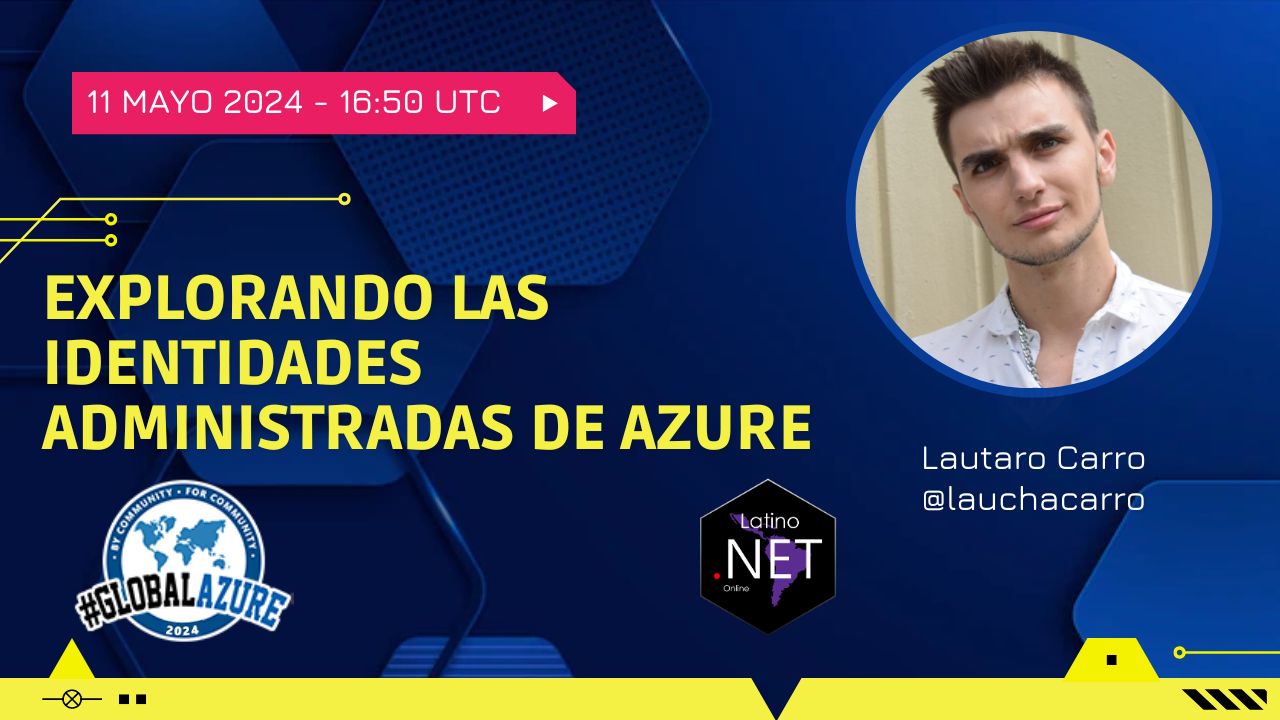 11 MAYO 2024 - 16:50 UTC
EXPLORANDO LAS
IDENTIDADES
ADMINISTRADAS DE AZURE
Lautaro Carro
@lauchacarro
BY COMMUNITY • FOR COMMUNITY
#GLOBALAZURE
2024
Latino
.NET
Online